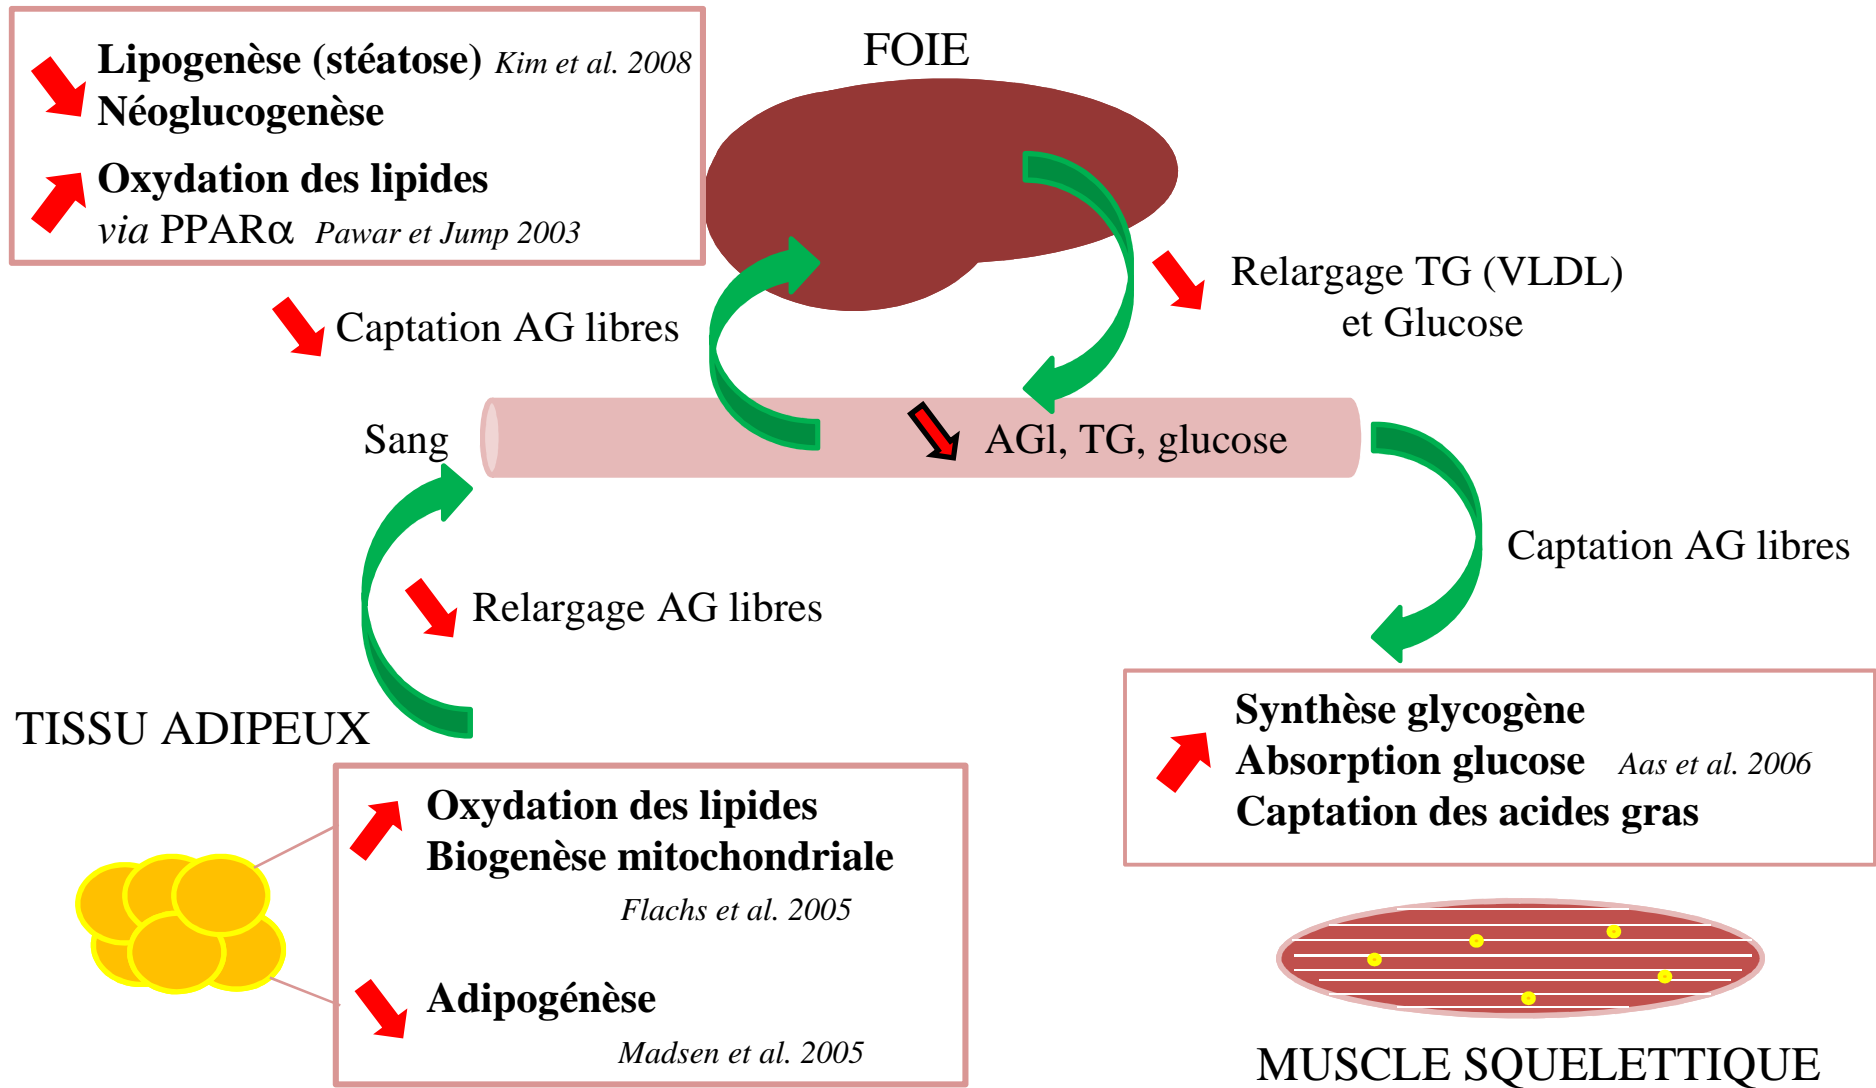 Lipogenèse (stéatose) Kim et al. 2008
Néoglucogenèse
Oxydation des lipides
via PPARα Pawar et Jump 2003
FOIE
Relargage TG (VLDL)
et Glucose
Captation AG libres
Sang
AGl, TG, glucose
Captation AG libres
Relargage AG libres
TISSU ADIPEUX
Oxydation des lipides
Biogenèse mitochondriale
Flachs et al. 2005
Adipogénèse
Madsen et al. 2005
Synthèse glycogène
Absorption glucose Aas et al. 2006
Captation des acides gras
MUSCLE SQUELETTIQUE